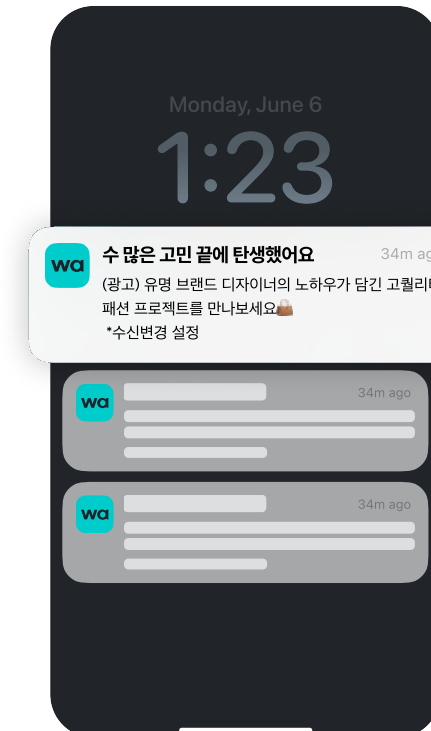 Monday, June 6
1:23
wa
수 많은 고민 끝에 탄생했어요
34m ag
(광고) 유명 브랜드 디자이너의 노하우가 담긴 고퀄리
패션 프로젝트를 만나보세요👜
*수신변경 설정
wa
34m ago
wa
34m ago